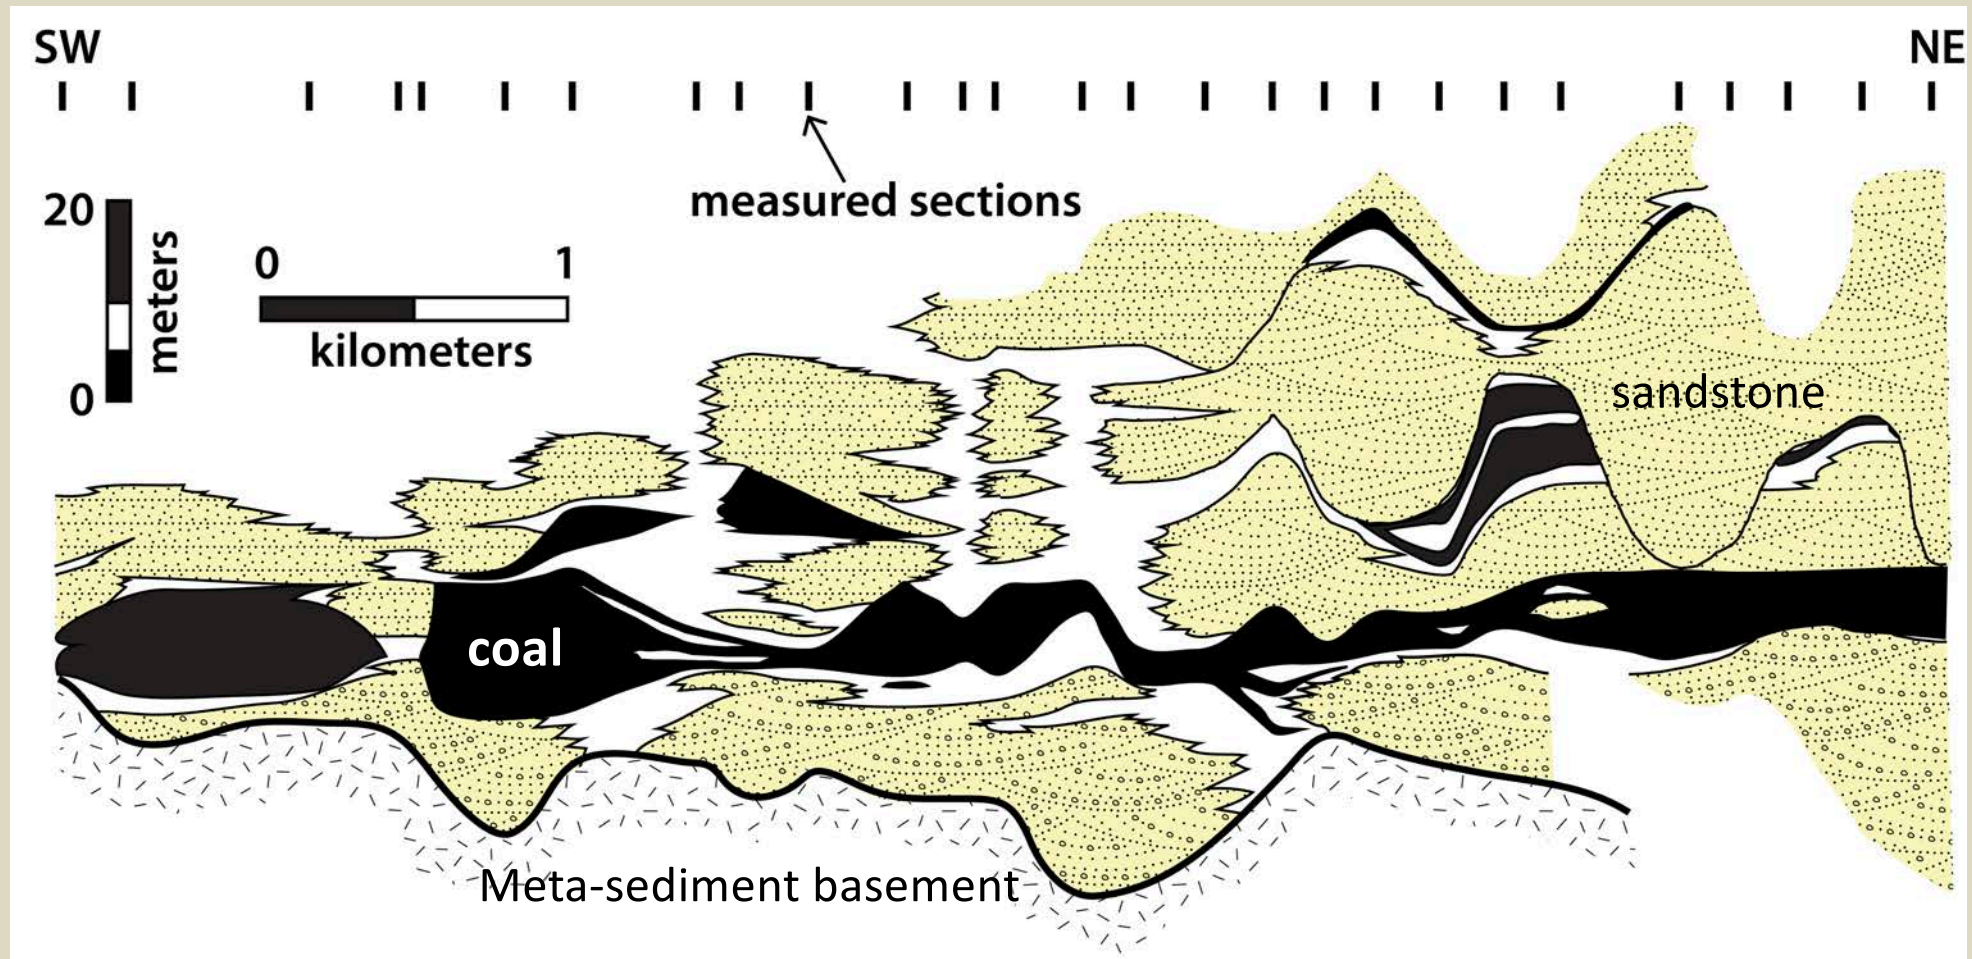 SW
NE
measured sections
20
meters
0
0
1
kilometers
sandstone
coal
Meta-sediment basement